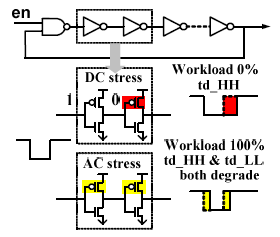 en
DC stress
Workload 0%
td_HH
1
0
AC stress
Workload 100%
td_HH & td_LL
both degrade